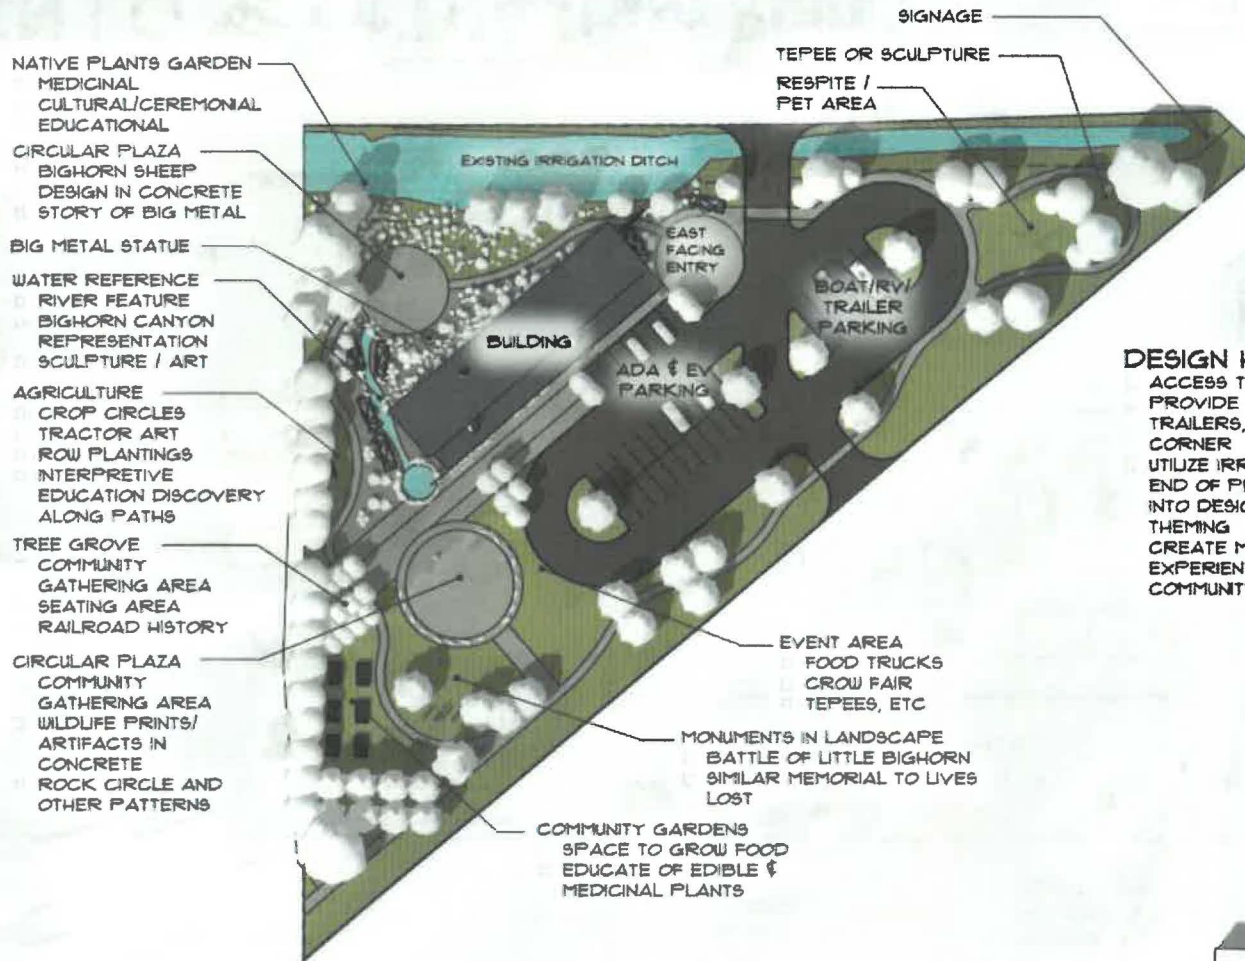 SIGNAGE
TEPEE OR SCULPTURE
RESPITE /
PET AREA
NATIVE PLANTS GARDEN
MEDICINAL
CULTURAL/CEREMONIAL
EDUCATIONAL
CIRCULAR PLAZA
BIGHORN SHEEP
DESIGN IN CONCRETE
STORY OF BIG METAL
BIG METAL STATUE
WATER REFERENCE
RIVER FEATURE
BIGHORN CANYON
REPRESENTATION
SCULPTURE / ART
AGRICULTURE
CROP CIRCLES
TRACTOR ART
ROW PLANTINGS
INTERPRETIVE
EDUCATION DISCOVERY
ALONG PATHS
TREE GROVE
COMMUNITY
GATHERING AREA
SEATING AREA
RAILROAD HISTORY
CIRCULAR PLAZA
COMMUNITY
GATHERING AREA
WILDLIFE PRINTS/
ARTIFACTS IN
CONCRETE
ROCK CIRCLE AND
OTHER PATTERNS
EXISTING IRRIGATION DITCH
EAST
FACING
ENTRY
BUILDING
BOAT/RV/
TRAILER
PARKING
ADA & EV
PARKING
EVENT AREA
FOOD TRUCKS
CROW FAIR
TEPEES, ETC
MONUMENTS IN LANDSCAPE
BATTLE OF LITTLE BIGHORN
SIMILAR MEMORIAL TO LIVES
LOST
COMMUNITY GARDENS
SPACE TO GROW FOOD
EDUCATE OF EDIBLE &
MEDICINAL PLANTS
DESIGN
ACCESS T
PROVIDE
TRAILERS,
CORNER
UTILIZE IRR
END OF P
INTO DESIG
THEMING
CREATE M
EXPERIEN
COMMUNIT